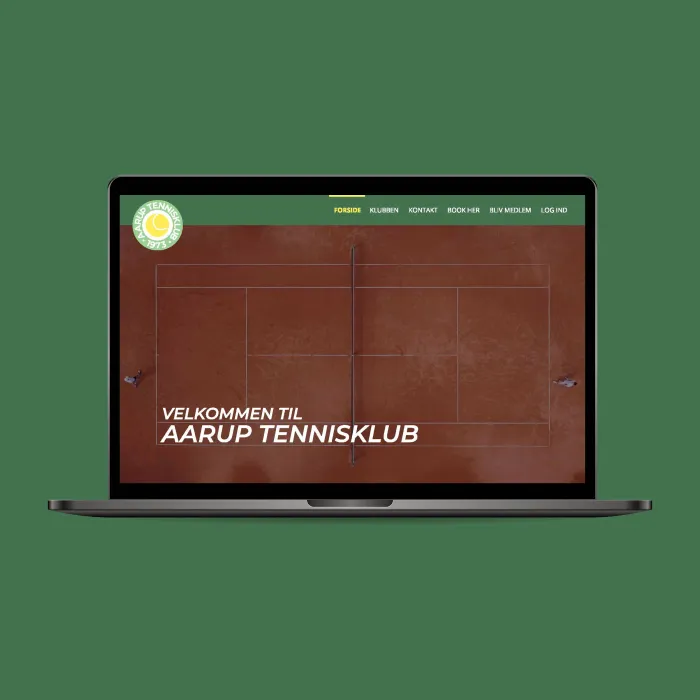 AARUP TENNISKLUB
• 1973 •
FORSIDE KLUBBEN KONTAKT BOOK HER BLIV MEDLEM LOG IND
VELKOMMEN TIL
AARUP TENNISKLUB